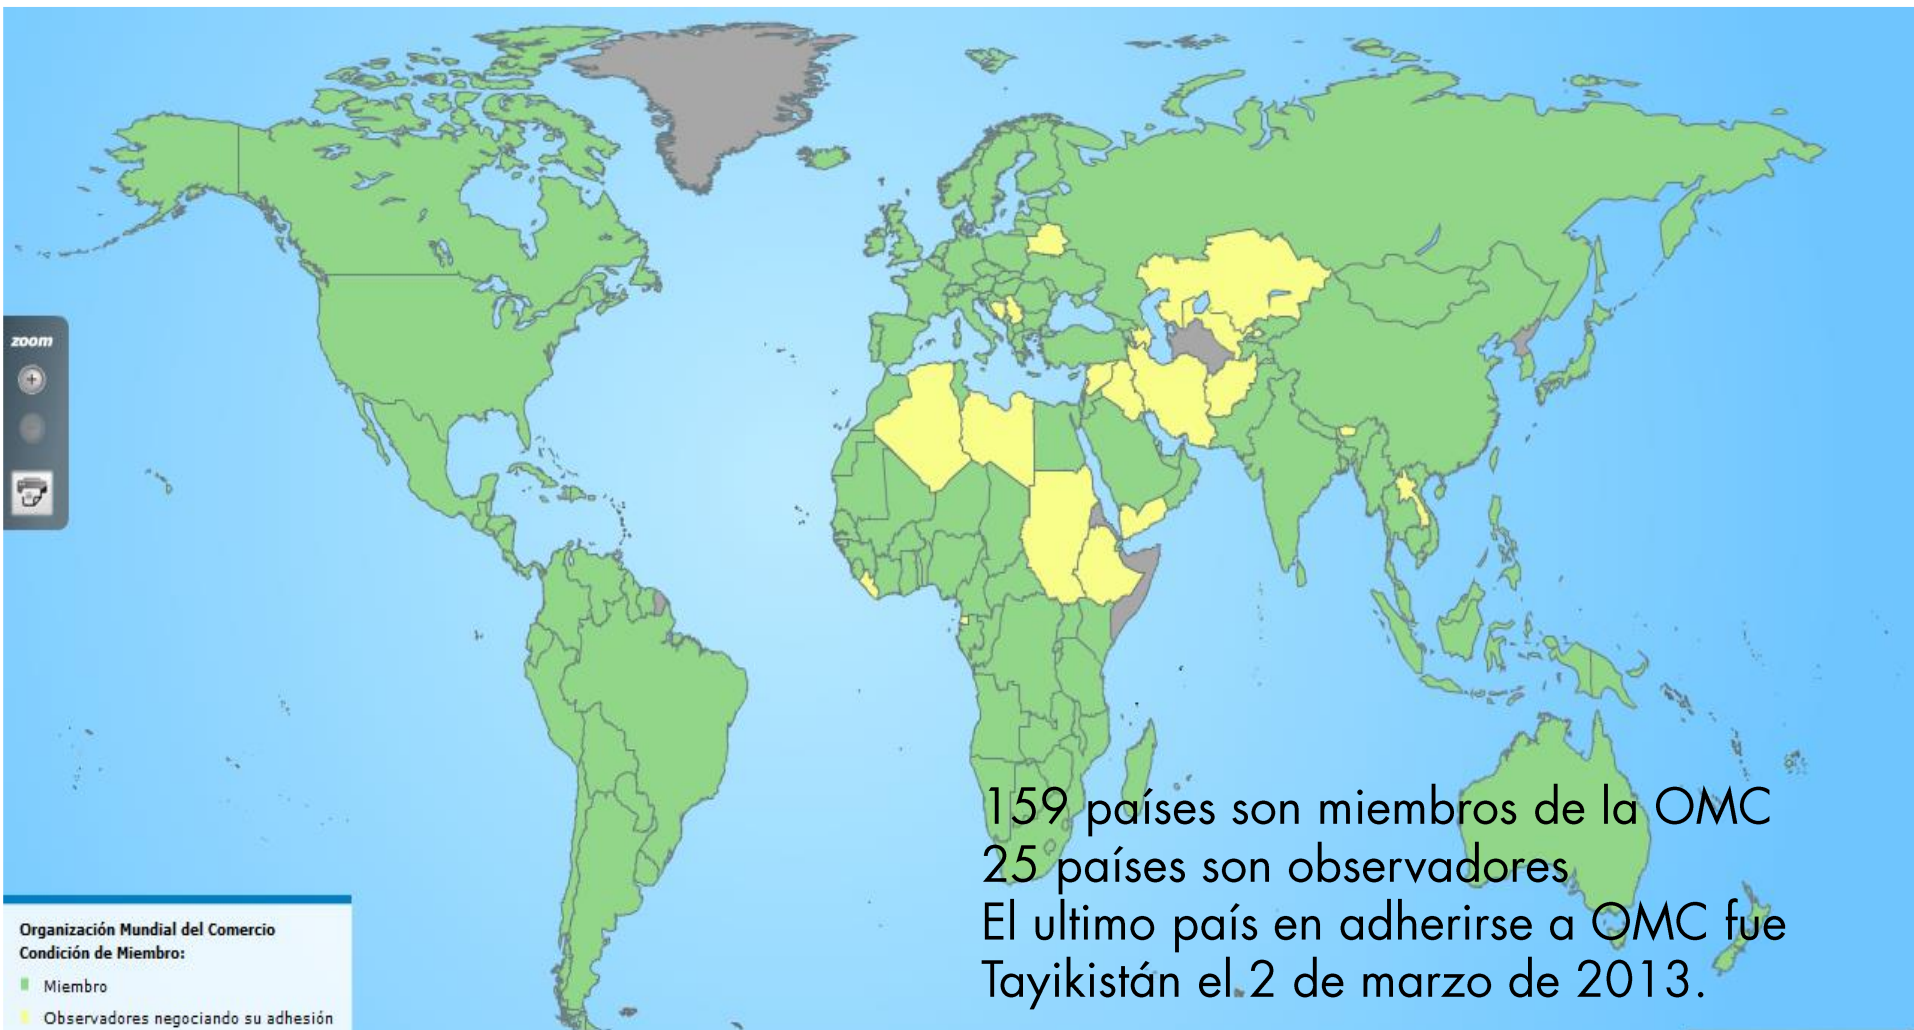 zoom
159 países son miembros de la OMC
25 países son observadores
El ultimo país en adherirse a OMC fue
Tayikistán el 2 de marzo de 2013.
Organización Mundial del Comercio
Condición de Miembro:
Miembro
Observadores negociando su adhesión